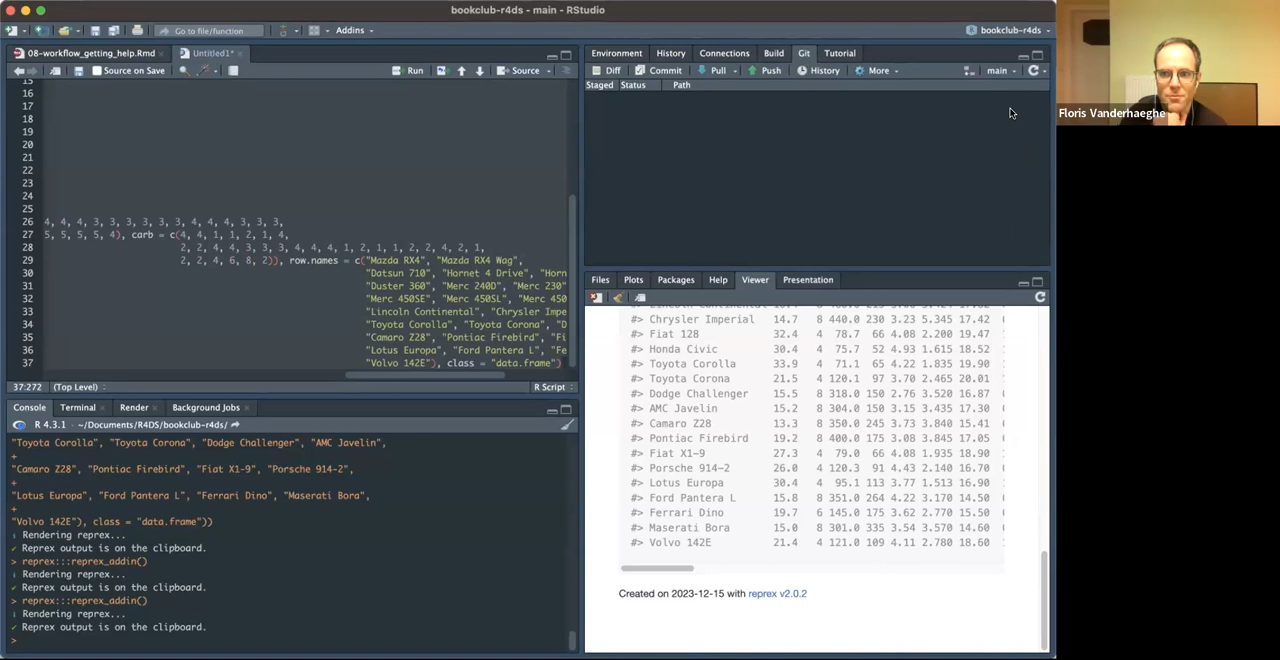 bookclub-r4ds - main - RStudio
Go to file/function
Addins
bookclub-r4ds
08-workflow_getting_help.Rmd
Untitled1*
Source on Save
Run
Source
15
16
17
18
19
20
21
22
23
24
25
26 4, 4, 4, 3, 3, 3, 3, 3, 3, 4, 4, 4, 3, 3, 3,
27 5, 5, 5, 5, 4), carb = c(4, 4, 1, 1, 2, 1, 4,
28 2, 2, 4, 4, 3, 3, 3, 4, 4, 4, 1, 2, 1, 1, 2, 2, 4, 2, 1,
29 2, 2, 4, 6, 8, 2)), row.names = c("Mazda RX4", "Mazda RX4 Wag",
30 "Datsun 710", "Hornet 4 Drive", "Horn
31 "Duster 360", "Merc 240D", "Merc 230"
32 "Merc 450SE", "Merc 450SL", "Merc 450
33 "Lincoln Continental", "Chrysler Impe
34 "Toyota Corolla", "Toyota Corona", "D
35 "Camaro Z28", "Pontiac Firebird", "Fi
36 "Lotus Europa", "Ford Pantera L", "Fe
37 "Volvo 142E"), class = "data.frame")
37:272 (Top Level) R Script
Console Terminal Render Background Jobs
R 4.3.1 · ~/Documents/R4DS/bookclub-r4ds/
"Toyota Corolla", "Toyota Corona", "Dodge Challenger", "AMC Javelin",
+
"Camaro Z28", "Pontiac Firebird", "Fiat X1-9", "Porsche 914-2",
+
"Lotus Europa", "Ford Pantera L", "Ferrari Dino", "Maserati Bora",
+
"Volvo 142E"), class = "data.frame"))
i Rendering reprex...
✔ Reprex output is on the clipboard.
> reprex:::reprex_addin()
i Rendering reprex...
✔ Reprex output is on the clipboard.
> reprex:::reprex_addin()
i Rendering reprex...
✔ Reprex output is on the clipboard.
>
Environment History Connections Build Git Tutorial
Diff Commit Pull Push History More main
Staged Status Path
Files Plots Packages Help Viewer Presentation
#> Chrysler Imperial 14.7 8 440.0 230 3.23 5.345 17.42
#> Fiat 128 32.4 4 78.7 66 4.08 2.200 19.47
#> Honda Civic 30.4 4 75.7 52 4.93 1.615 18.52
#> Toyota Corolla 33.9 4 71.1 65 4.22 1.835 19.90
#> Toyota Corona 21.5 4 120.1 97 3.70 2.465 20.01
#> Dodge Challenger 15.5 8 318.0 150 2.76 3.520 16.87
#> AMC Javelin 15.2 8 304.0 150 3.15 3.435 17.30
#> Camaro Z28 13.3 8 350.0 245 3.73 3.840 15.41
#> Pontiac Firebird 19.2 8 400.0 175 3.08 3.845 17.05
#> Fiat X1-9 27.3 4 79.0 66 4.08 1.935 18.90
#> Porsche 914-2 26.0 4 120.3 91 4.43 2.140 16.70
#> Lotus Europa 30.4 4 95.1 113 3.77 1.513 16.90
#> Ford Pantera L 15.8 8 351.0 264 4.22 3.170 14.50
#> Ferrari Dino 19.7 6 145.0 175 3.62 2.770 15.50
#> Maserati Bora 15.0 8 301.0 335 3.54 3.570 14.60
#> Volvo 142E 21.4 4 121.0 109 4.11 2.780 18.60
Created on 2023-12-15 with reprex v2.0.2
Floris Vanderhaeghe